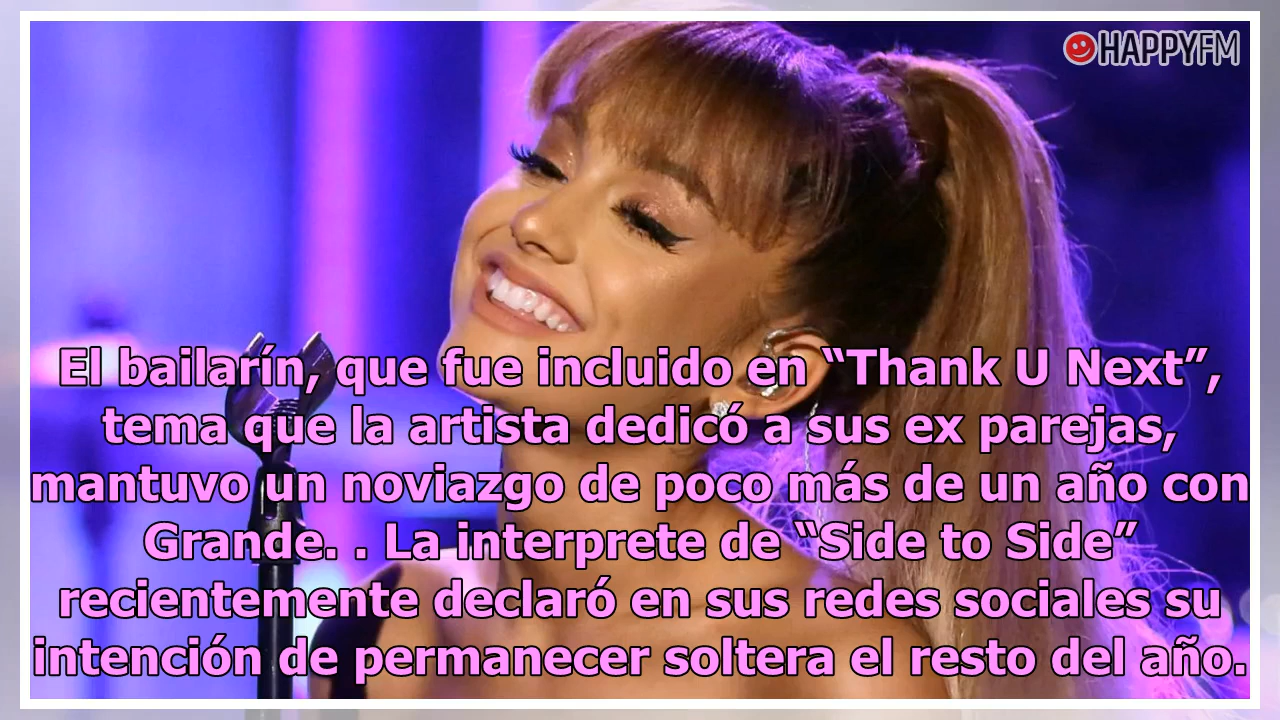 HAPPYFM
El bailarín, que fue incluido en “Thank U Next”,
tema que la artista dedicó a sus ex parejas,
mantuvo un noviazgo de poco más de un año con
Grande. . La interprete de “Side to Side”
recientemente declaró en sus redes sociales su
intención de permanecer soltera el resto del año.